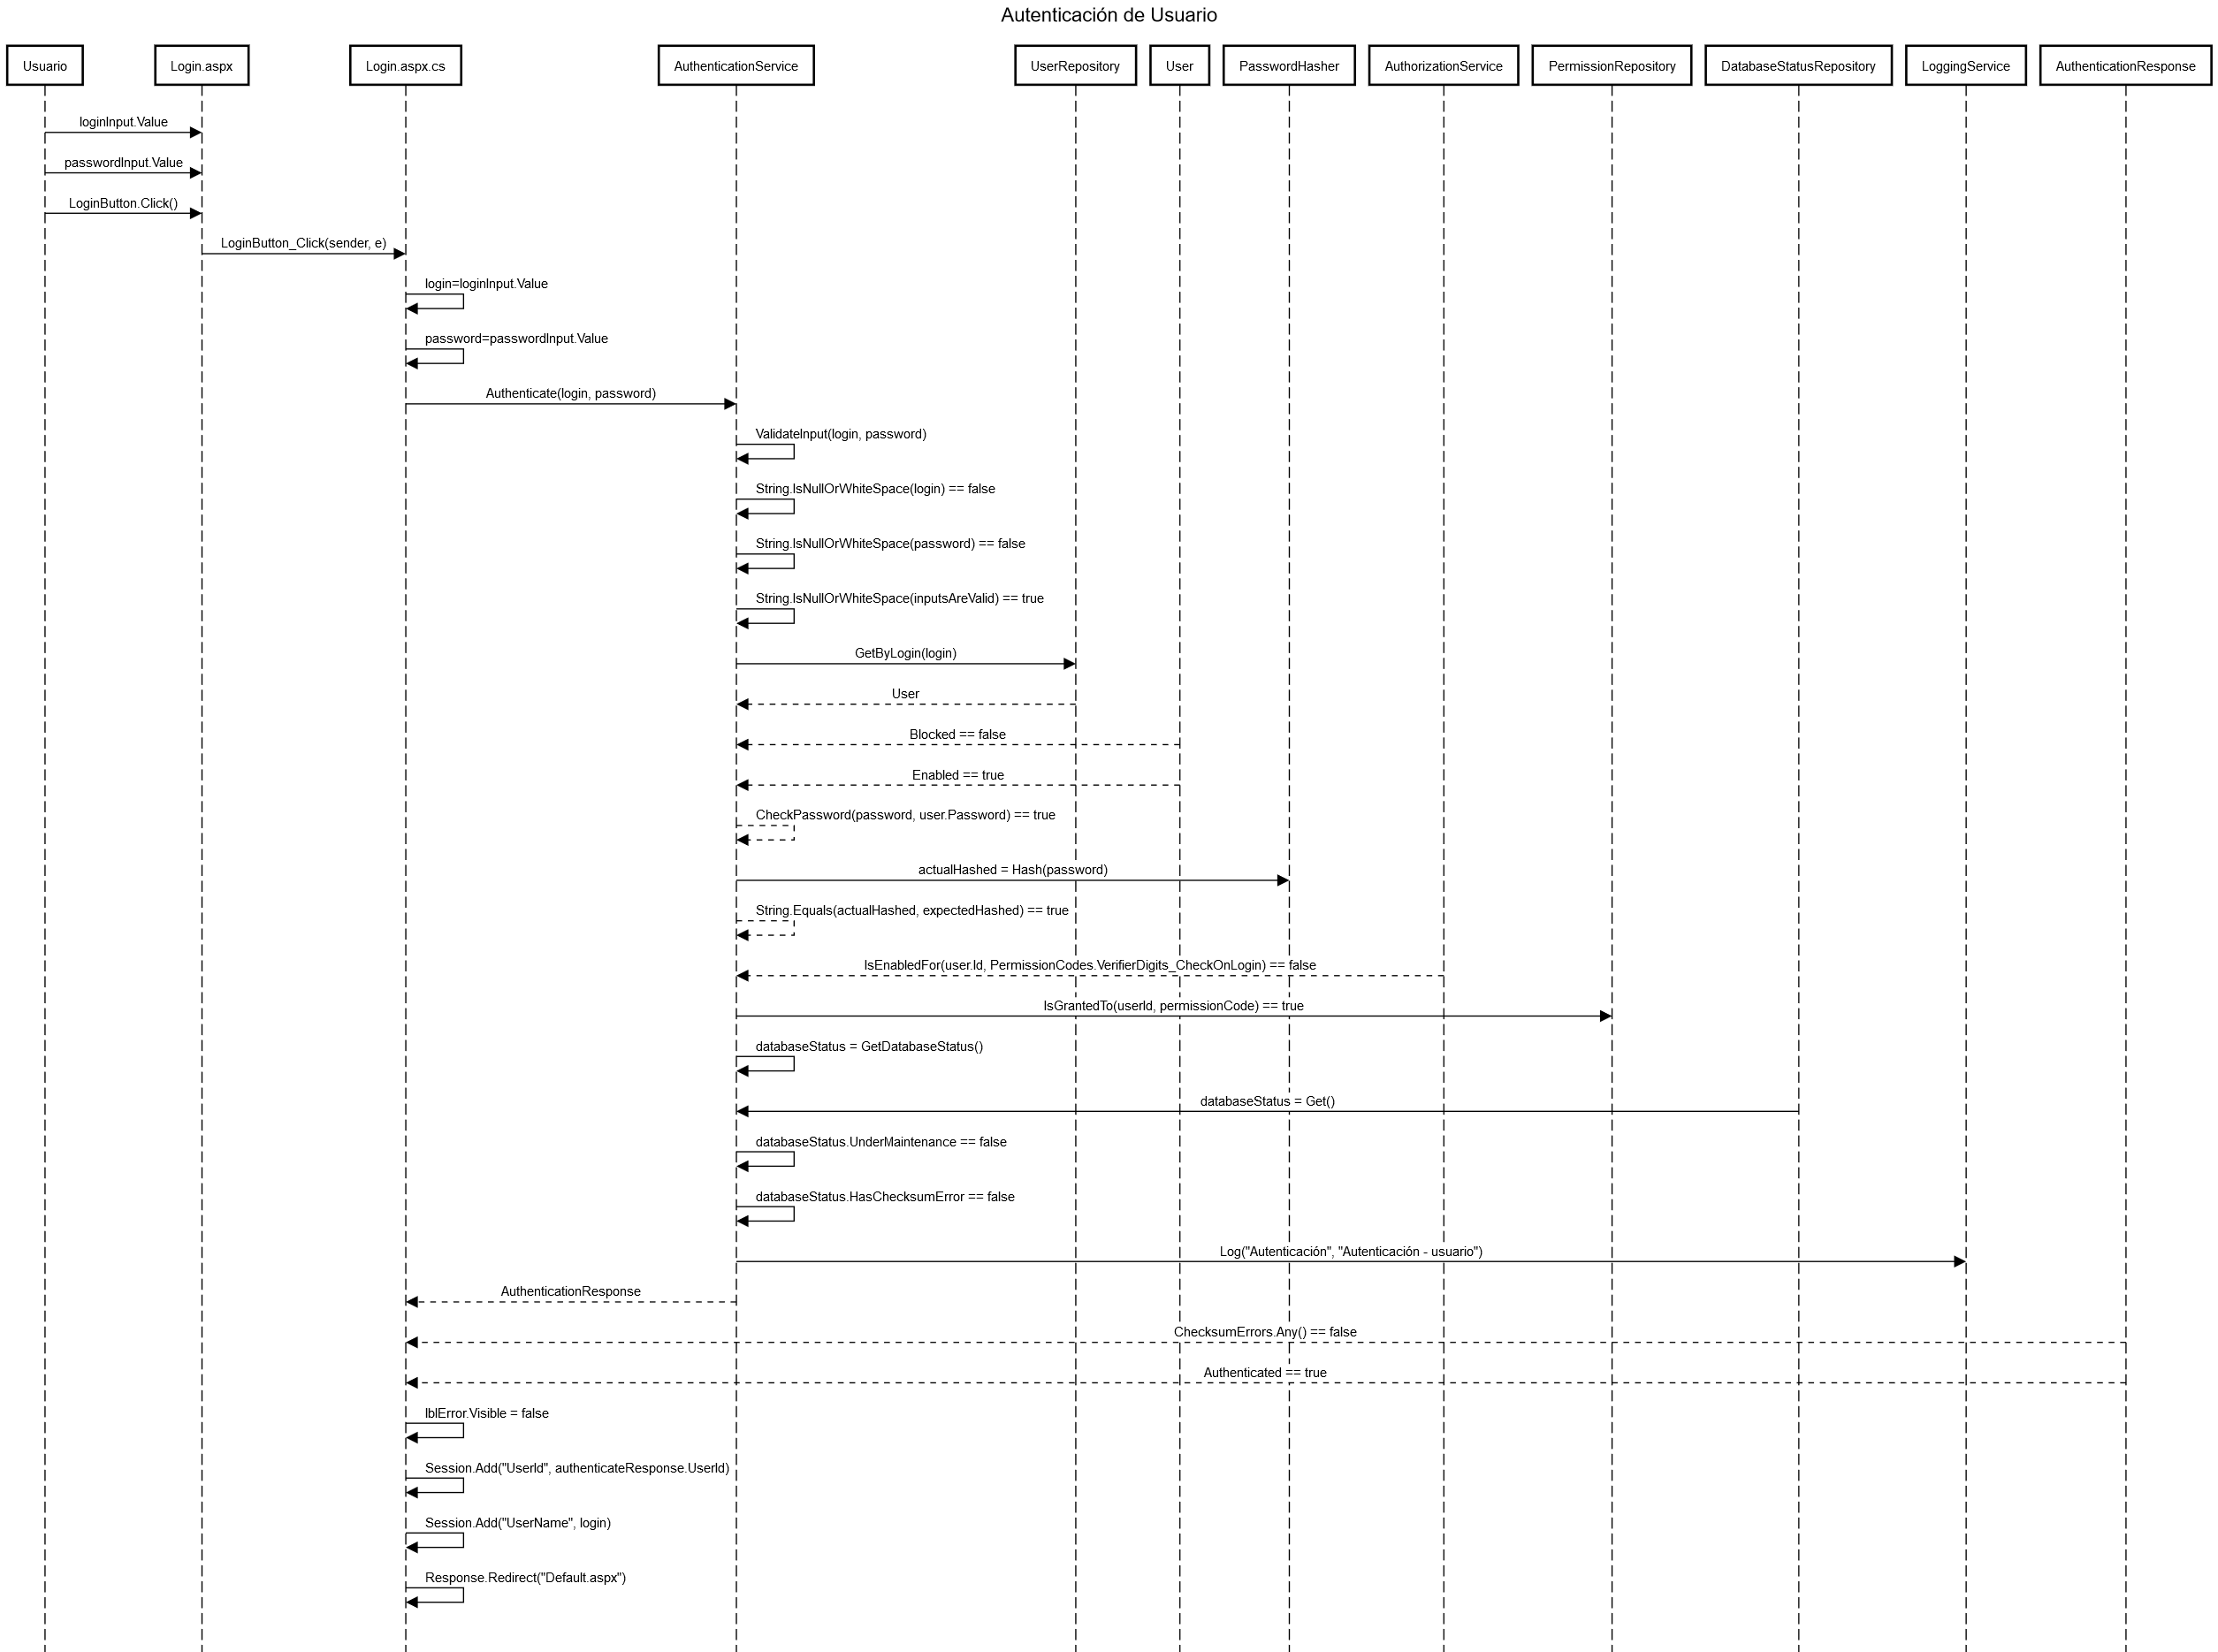 Autenticación de Usuario
Usuario
Login.aspx
Login.aspx.cs
AuthenticationService
UserRepository
User
PasswordHasher
AuthorizationService
PermissionRepository
DatabaseStatusRepository
LoggingService
AuthenticationResponse
loginInput.Value
passwordInput.Value
LoginButton.Click()
LoginButton_Click(sender, e)
login=loginInput.Value
password=passwordInput.Value
Authenticate(login, password)
ValidateInput(login, password)
String.IsNullOrWhiteSpace(login) == false
String.IsNullOrWhiteSpace(password) == false
String.IsNullOrWhiteSpace(inputsAreValid) == true
GetByLogin(login)
User
Blocked == false
Enabled == true
CheckPassword(password, user.Password) == true
actualHashed = Hash(password)
String.Equals(actualHashed, expectedHashed) == true
IsEnabledFor(user.Id, PermissionCodes.VerifierDigits_CheckOnLogin) == false
IsGrantedTo(userId, permissionCode) == true
databaseStatus = GetDatabaseStatus()
databaseStatus = Get()
databaseStatus.UnderMaintenance == false
databaseStatus.HasChecksumError == false
Log("Autenticación", "Autenticación - usuario")
AuthenticationResponse
ChecksumErrors.Any() == false
Authenticated == true
lblError.Visible = false
Session.Add("UserId", authenticateResponse.UserId)
Session.Add("UserName", login)
Response.Redirect("Default.aspx")